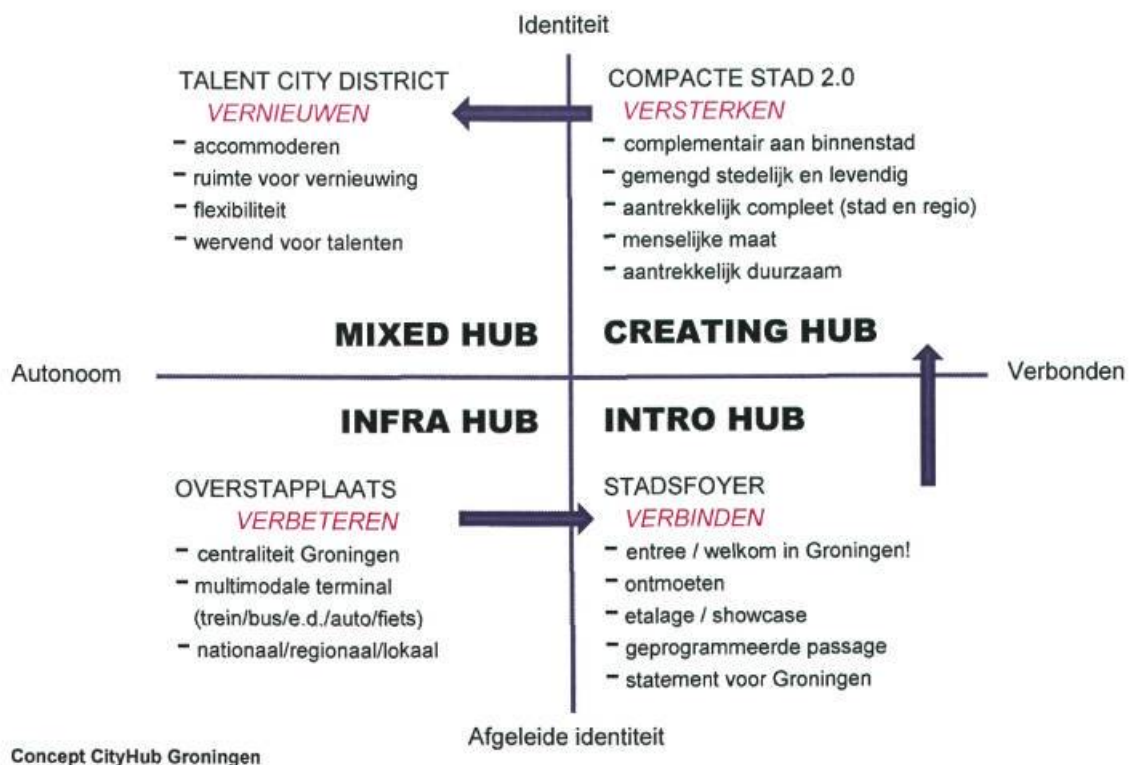 Identiteit
TALENT CITY DISTRICT
VERNIEUWEN
- accommoderen
- ruimte voor vernieuwing
- flexibiliteit
- wervend voor talenten
COMPACTE STAD 2.0
VERSTERKEN
- complementair aan binnenstad
- gemengd stedelijk en levendig
- aantrekkelijk compleet (stad en regio)
- menselijke maat
- aantrekkelijk duurzaam
MIXED HUB
CREATING HUB
Autonoom
Verbonden
INFRA HUB
INTRO HUB
OVERSTAPPLAATS
VERBETEREN
- centraliteit Groningen
- multimodale terminal
(trein/bus/e.d./auto/fiets)
- nationaal/regionaal/lokaal
STADSFOYER
VERBINDEN
- entree / welkom in Groningen!
- ontmoeten
- etalage / showcase
- geprogrammeerde passage
- statement voor Groningen
Afgeleide identiteit
Concept CityHub Groningen